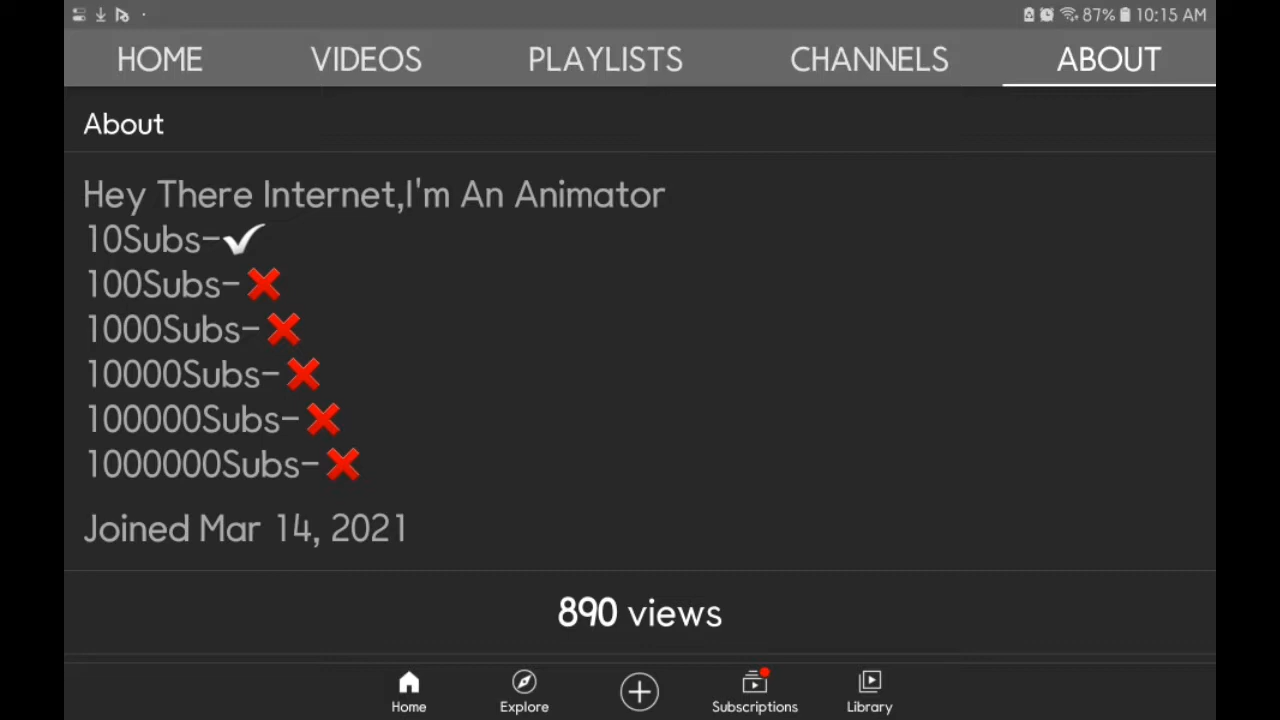 87% 10:15 AM
HOME VIDEOS PLAYLISTS CHANNELS ABOUT
About
Hey There Internet,I'm An Animator
10Subs-✔
100Subs-❌
1000Subs-❌
10000Subs-❌
100000Subs-❌
1000000Subs-❌
Joined Mar 14, 2021
890 views
Home Explore Subscriptions Library